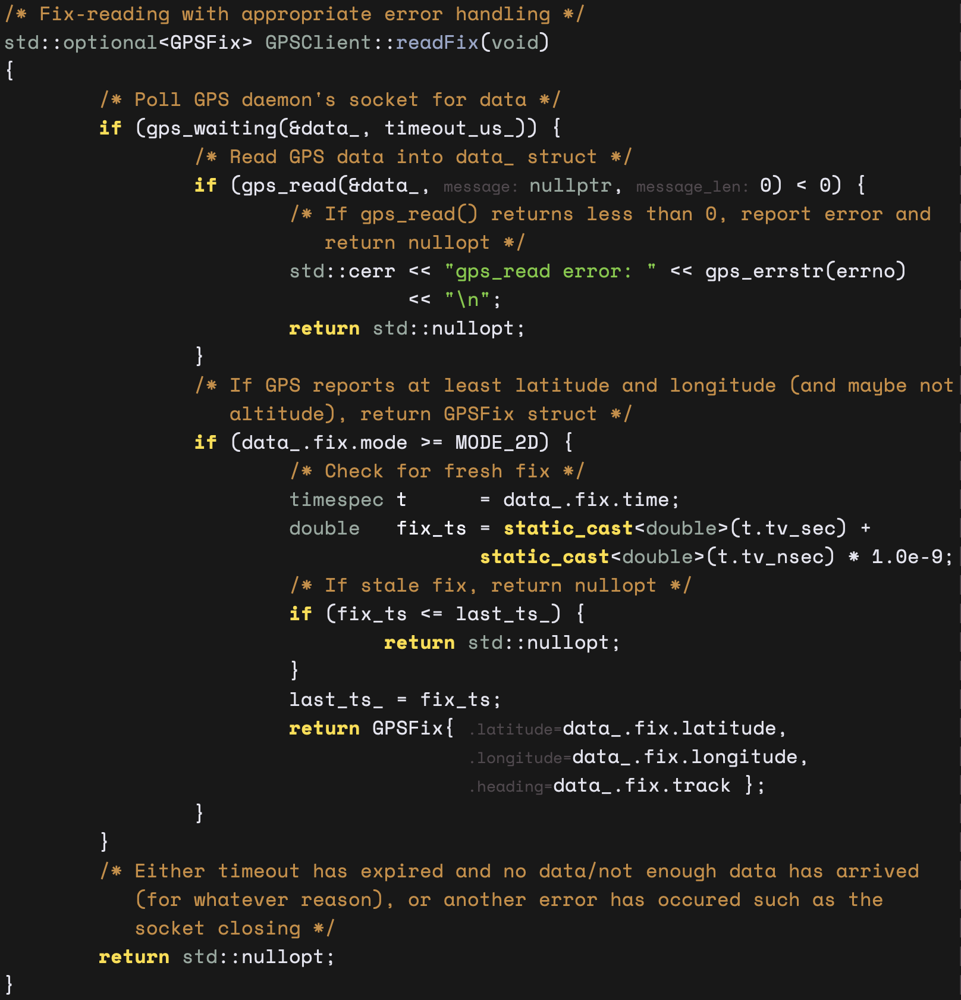 /* Fix-reading with appropriate error handling */
std::optional<GPSFix> GPSClient::readFix(void)
{
        /* Poll GPS daemon's socket for data */
        if (gps_waiting(&data_, timeout_us_)) {
                /* Read GPS data into data_ struct */
                if (gps_read(&data_, message: nullptr, message_len: 0) < 0) {
                        /* If gps_read() returns less than 0, report error and
                           return nullopt */
                        std::cerr << "gps_read error: " << gps_errstr(errno)
                                  << "\n";
                        return std::nullopt;
                }
                /* If GPS reports at least latitude and longitude (and maybe not
                   altitude), return GPSFix struct */
                if (data_.fix.mode >= MODE_2D) {
                        /* Check for fresh fix */
                        timespec t      = data_.fix.time;
                        double   fix_ts = static_cast<double>(t.tv_sec) +
                                        static_cast<double>(t.tv_nsec) * 1.0e-9;
                        /* If stale fix, return nullopt */
                        if (fix_ts <= last_ts_) {
                                return std::nullopt;
                        }
                        last_ts_ = fix_ts;
                        return GPSFix{ .latitude=data_.fix.latitude,
                                       .longitude=data_.fix.longitude,
                                       .heading=data_.fix.track };
                }
        }
        /* Either timeout has expired and no data/not enough data has arrived
           (for whatever reason), or another error has occured such as the
           socket closing */
        return std::nullopt;
}